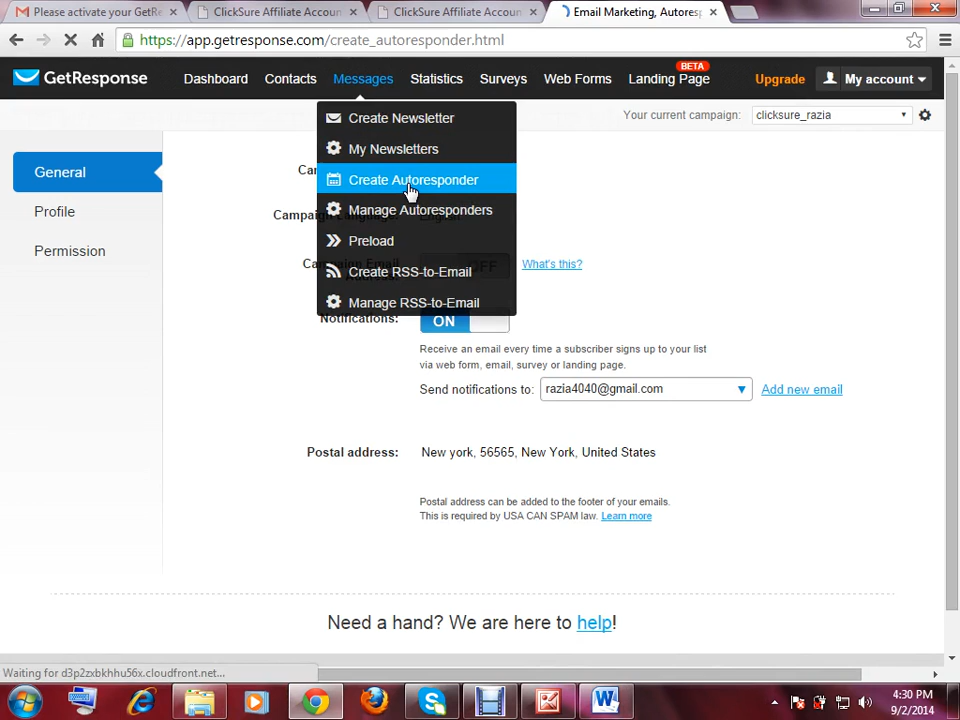 Please activate your GetRe
ClickSure Affiliate Accoun
ClickSure Affiliate Accoun
Email Marketing, Autoresp
https://app.getresponse.com/create_autoresponder.html
GetResponse
Dashboard
Contacts
Messages
Statistics
Surveys
Web Forms
BETA
Landing Page
Upgrade
My account
Your current campaign:
clicksure_razia
Create Newsletter
My Newsletters
Create Autoresponder
Manage Autoresponders
Preload
Create RSS-to-Email
Manage RSS-to-Email
General
Profile
Permission
OFF
What's this?
Notifications:
ON
Receive an email every time a subscriber signs up to your list
via web form, email, survey or landing page.
Send notifications to:
razia4040@gmail.com
Add new email
Postal address:
New york, 56565, New York, United States
Postal address can be added to the footer of your emails.
This is required by USA CAN SPAM law. Learn more
Need a hand? We are here to help!
Waiting for d3p2zxbkhhu56x.cloudfront.net...
4:30 PM
9/2/2014